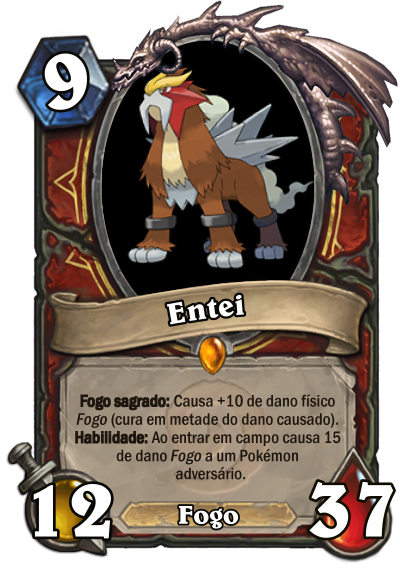 9
Entei
Fogo sagrado: Causa +10 de dano físico
Fogo (cura em metade do dano causado).
Habilidade: Ao entrar em campo causa 15
de dano Fogo a um Pokémon
adversário.
12
Fogo
37